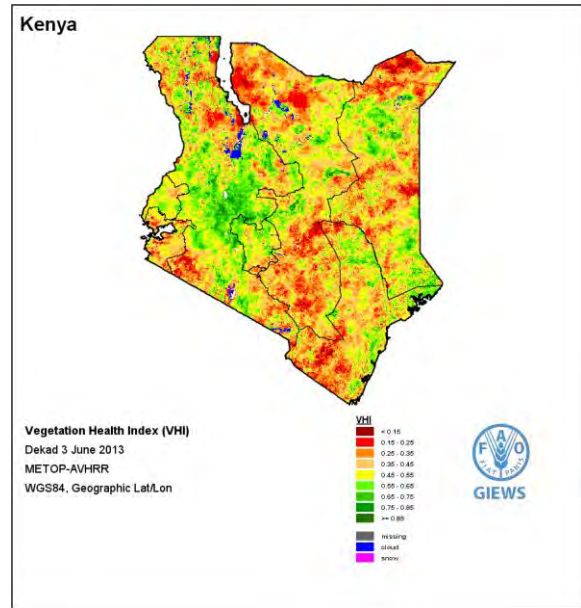 Kenya
Vegetation Health Index (VHI)
Dekad 3 June 2013
METOP-AVHRR
WGS84, Geographic Lat/Lon
VHI
< 0.15
0.15 - 0.25
0.25 - 0.35
0.35 - 0.45
0.45 - 0.55
0.55 - 0.65
0.65 - 0.75
0.75 - 0.85
>= 0.85
missing
cloud
snow
F A O
FIAT PANIS
GIEWS